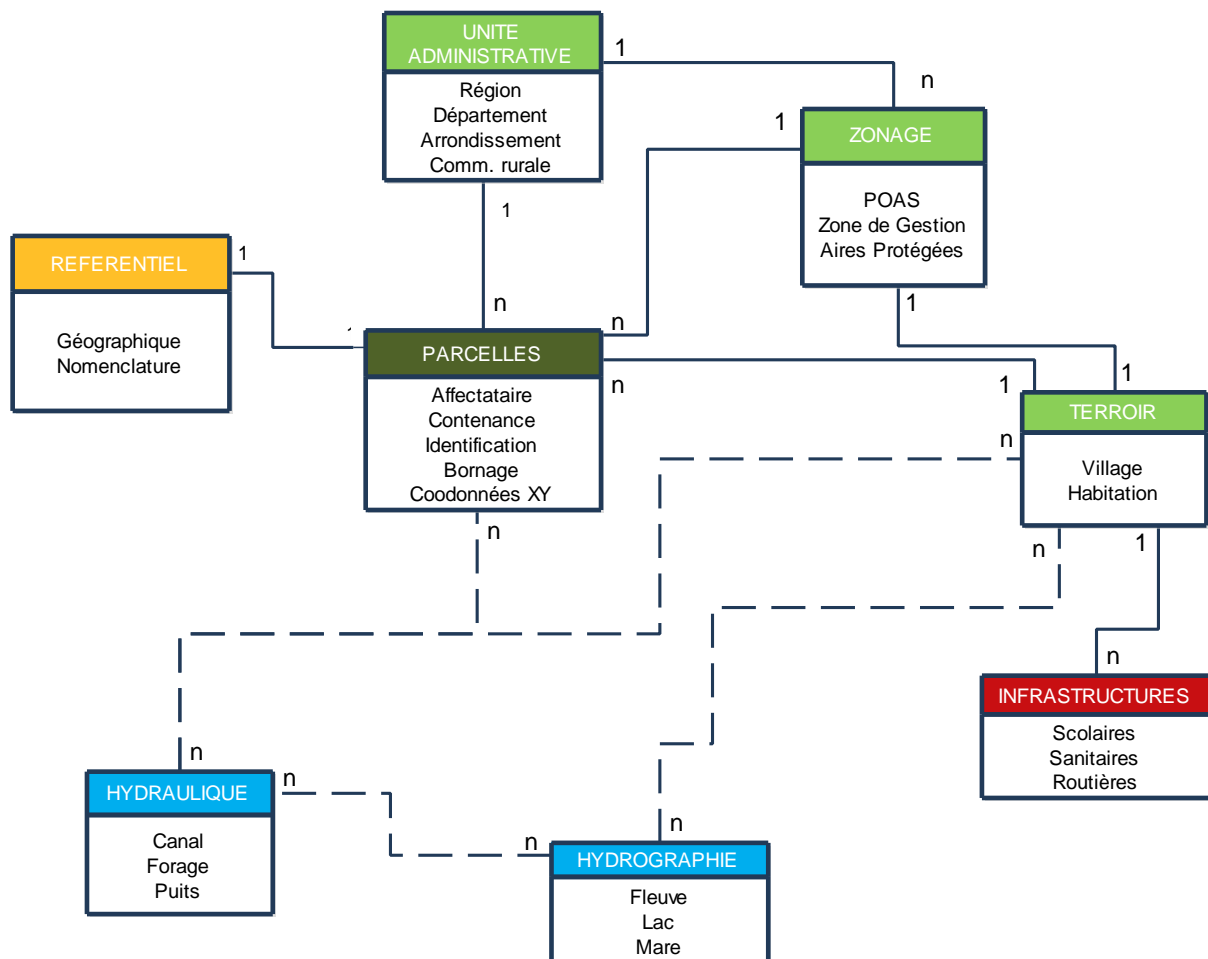 UNITE
ADMINISTRATIVE
Région
Département
Arrondissement
Comm. rurale
1
n
1
ZONAGE
POAS
Zone de Gestion
Aires Protégées
1
n
1
REFERENTIEL
Géographique
Nomenclature
n
1
PARCELLES
Affectataire
Contenance
Identification
Bornage
Coodonnées XY
n
n
1
1
TERROIR
Village
Habitation
n
n
1
n
INFRASTRUCTURES
Scolaires
Sanitaires
Routières
n
n
HYDRAULIQUE
Canal
Forage
Puits
n
n
HYDROGRAPHIE
Fleuve
Lac
Mare